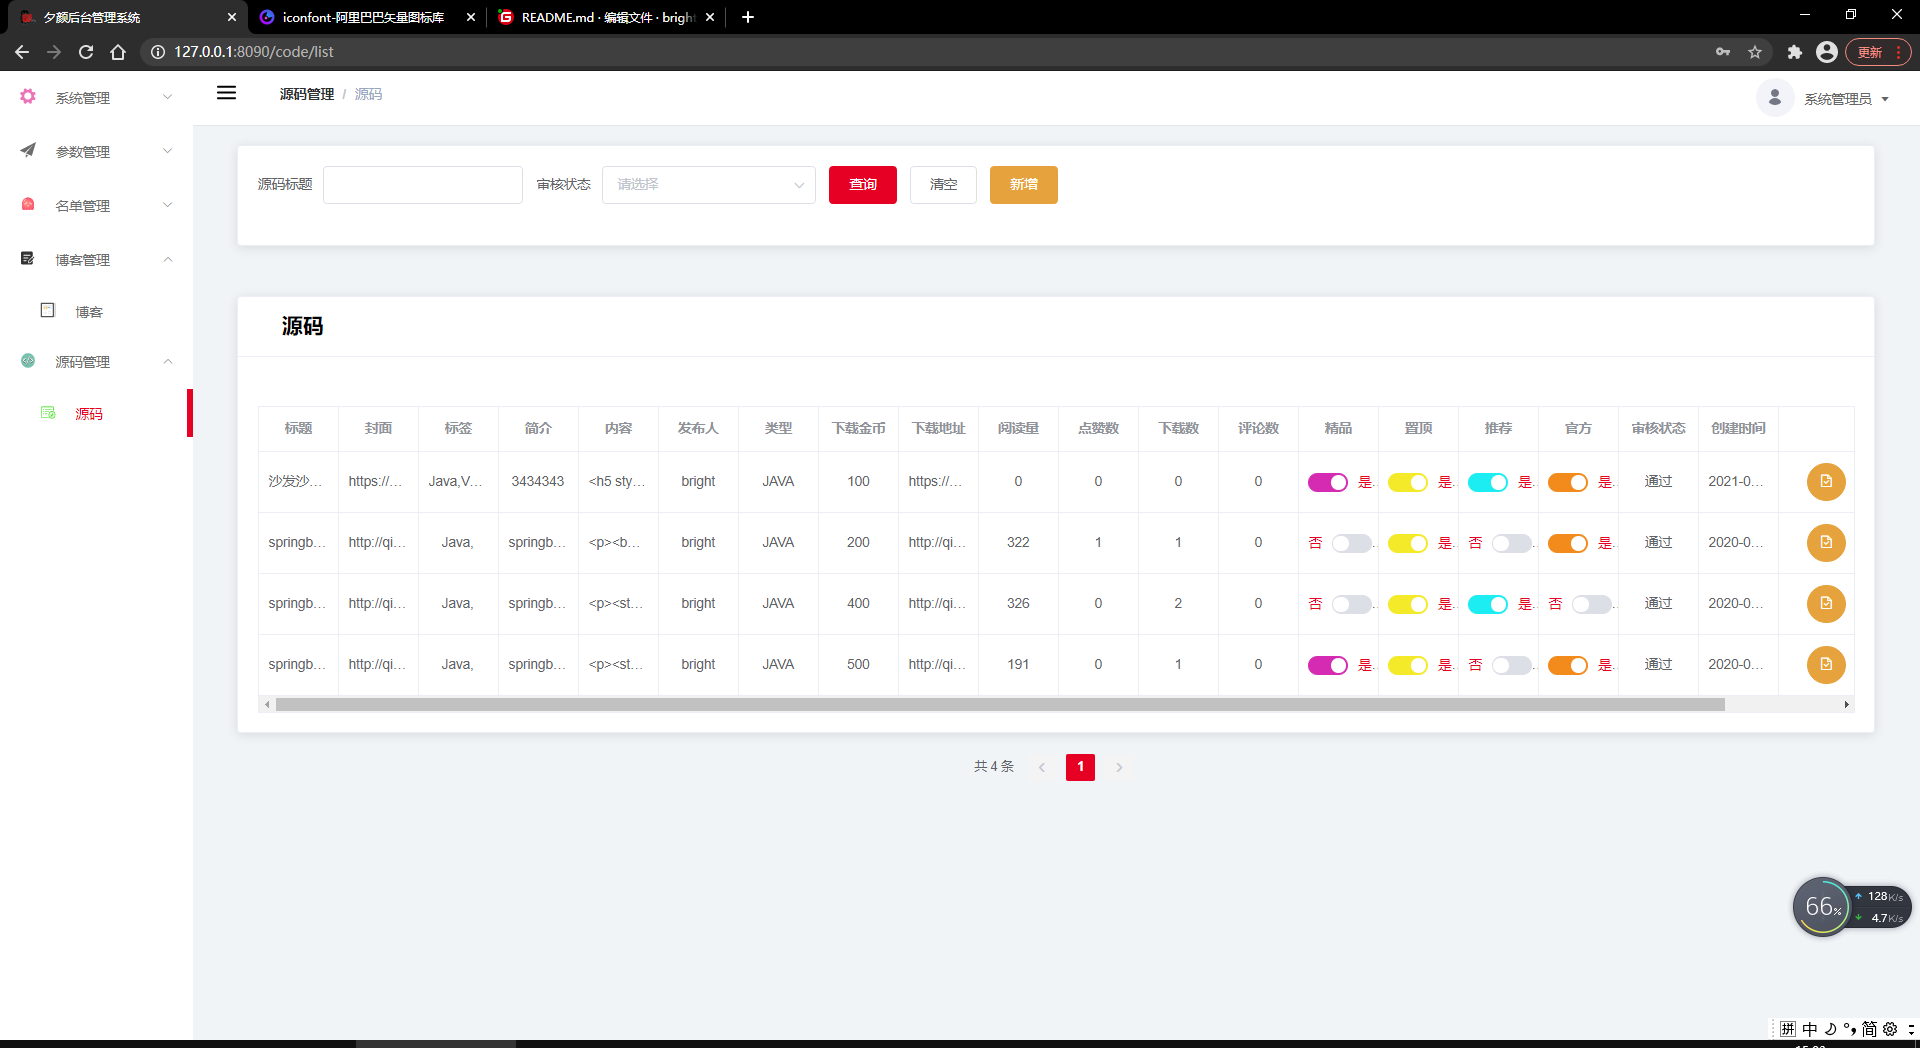 夕颜后台管理系统
iconfont-阿里巴巴矢量图标库
README.md · 编辑文件 · brigh
127.0.0.1:8090/code/list
更新
系统管理
参数管理
名单管理
博客管理
博客
源码管理
源码
源码管理 / 源码
系统管理员
源码标题
审核状态 请选择 查询 清空 新增
源码
标题 封面 标签 简介 内容 发布人 类型 下载金币 下载地址 阅读量 点赞数 下载数 评论数 精品 置顶 推荐 官方 审核状态 创建时间
沙发沙... https://... Java,V... 3434343 <h5 sty... bright JAVA 100 https://... 0 0 0 0 是.. 是.. 是.. 是.. 通过 2021-0...
springb... http://qi... Java, springb... <p><b... bright JAVA 200 http://qi... 322 1 1 0 否 是.. 否 是.. 通过 2020-0...
springb... http://qi... Java, springb... <p><st... bright JAVA 400 http://qi... 326 0 2 0 否 是.. 是.. 否 通过 2020-0...
springb... http://qi... Java, springb... <p><st... bright JAVA 500 http://qi... 191 0 1 0 是.. 是.. 否 是.. 通过 2020-0...
共 4 条 1
66%
128K/s
4.7K/s
拼 中 简